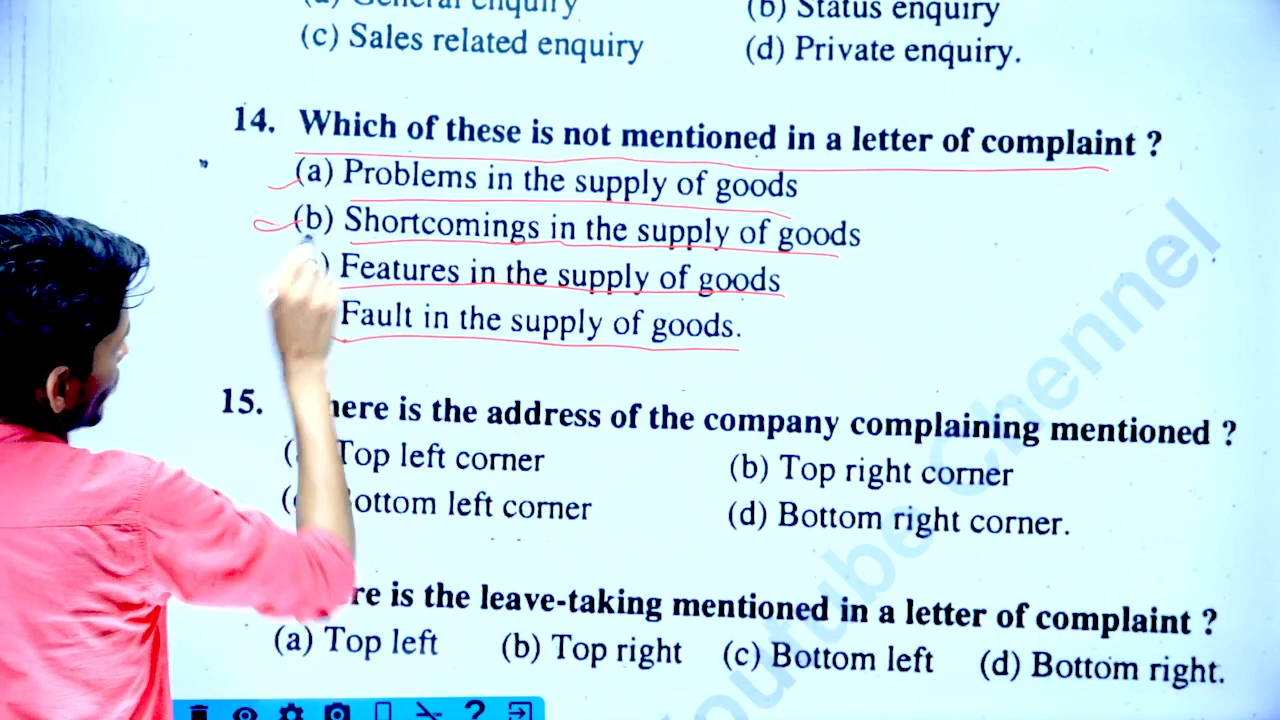 General enquiry
(b) Status enquiry
(c) Sales related enquiry
(d) Private enquiry.
14. Which of these is not mentioned in a letter of complaint ?
(a) Problems in the supply of goods
(b) Shortcomings in the supply of goods
) Features in the supply of goods
Fault in the supply of goods.
15. here is the address of the company complaining mentioned ?
( Top left corner
(b) Top right corner
( ottom left corner
(d) Bottom right corner.
re is the leave-taking mentioned in a letter of complaint ?
(a) Top left (b) Top right (c) Bottom left (d) Bottom right.
Youtube Chennel